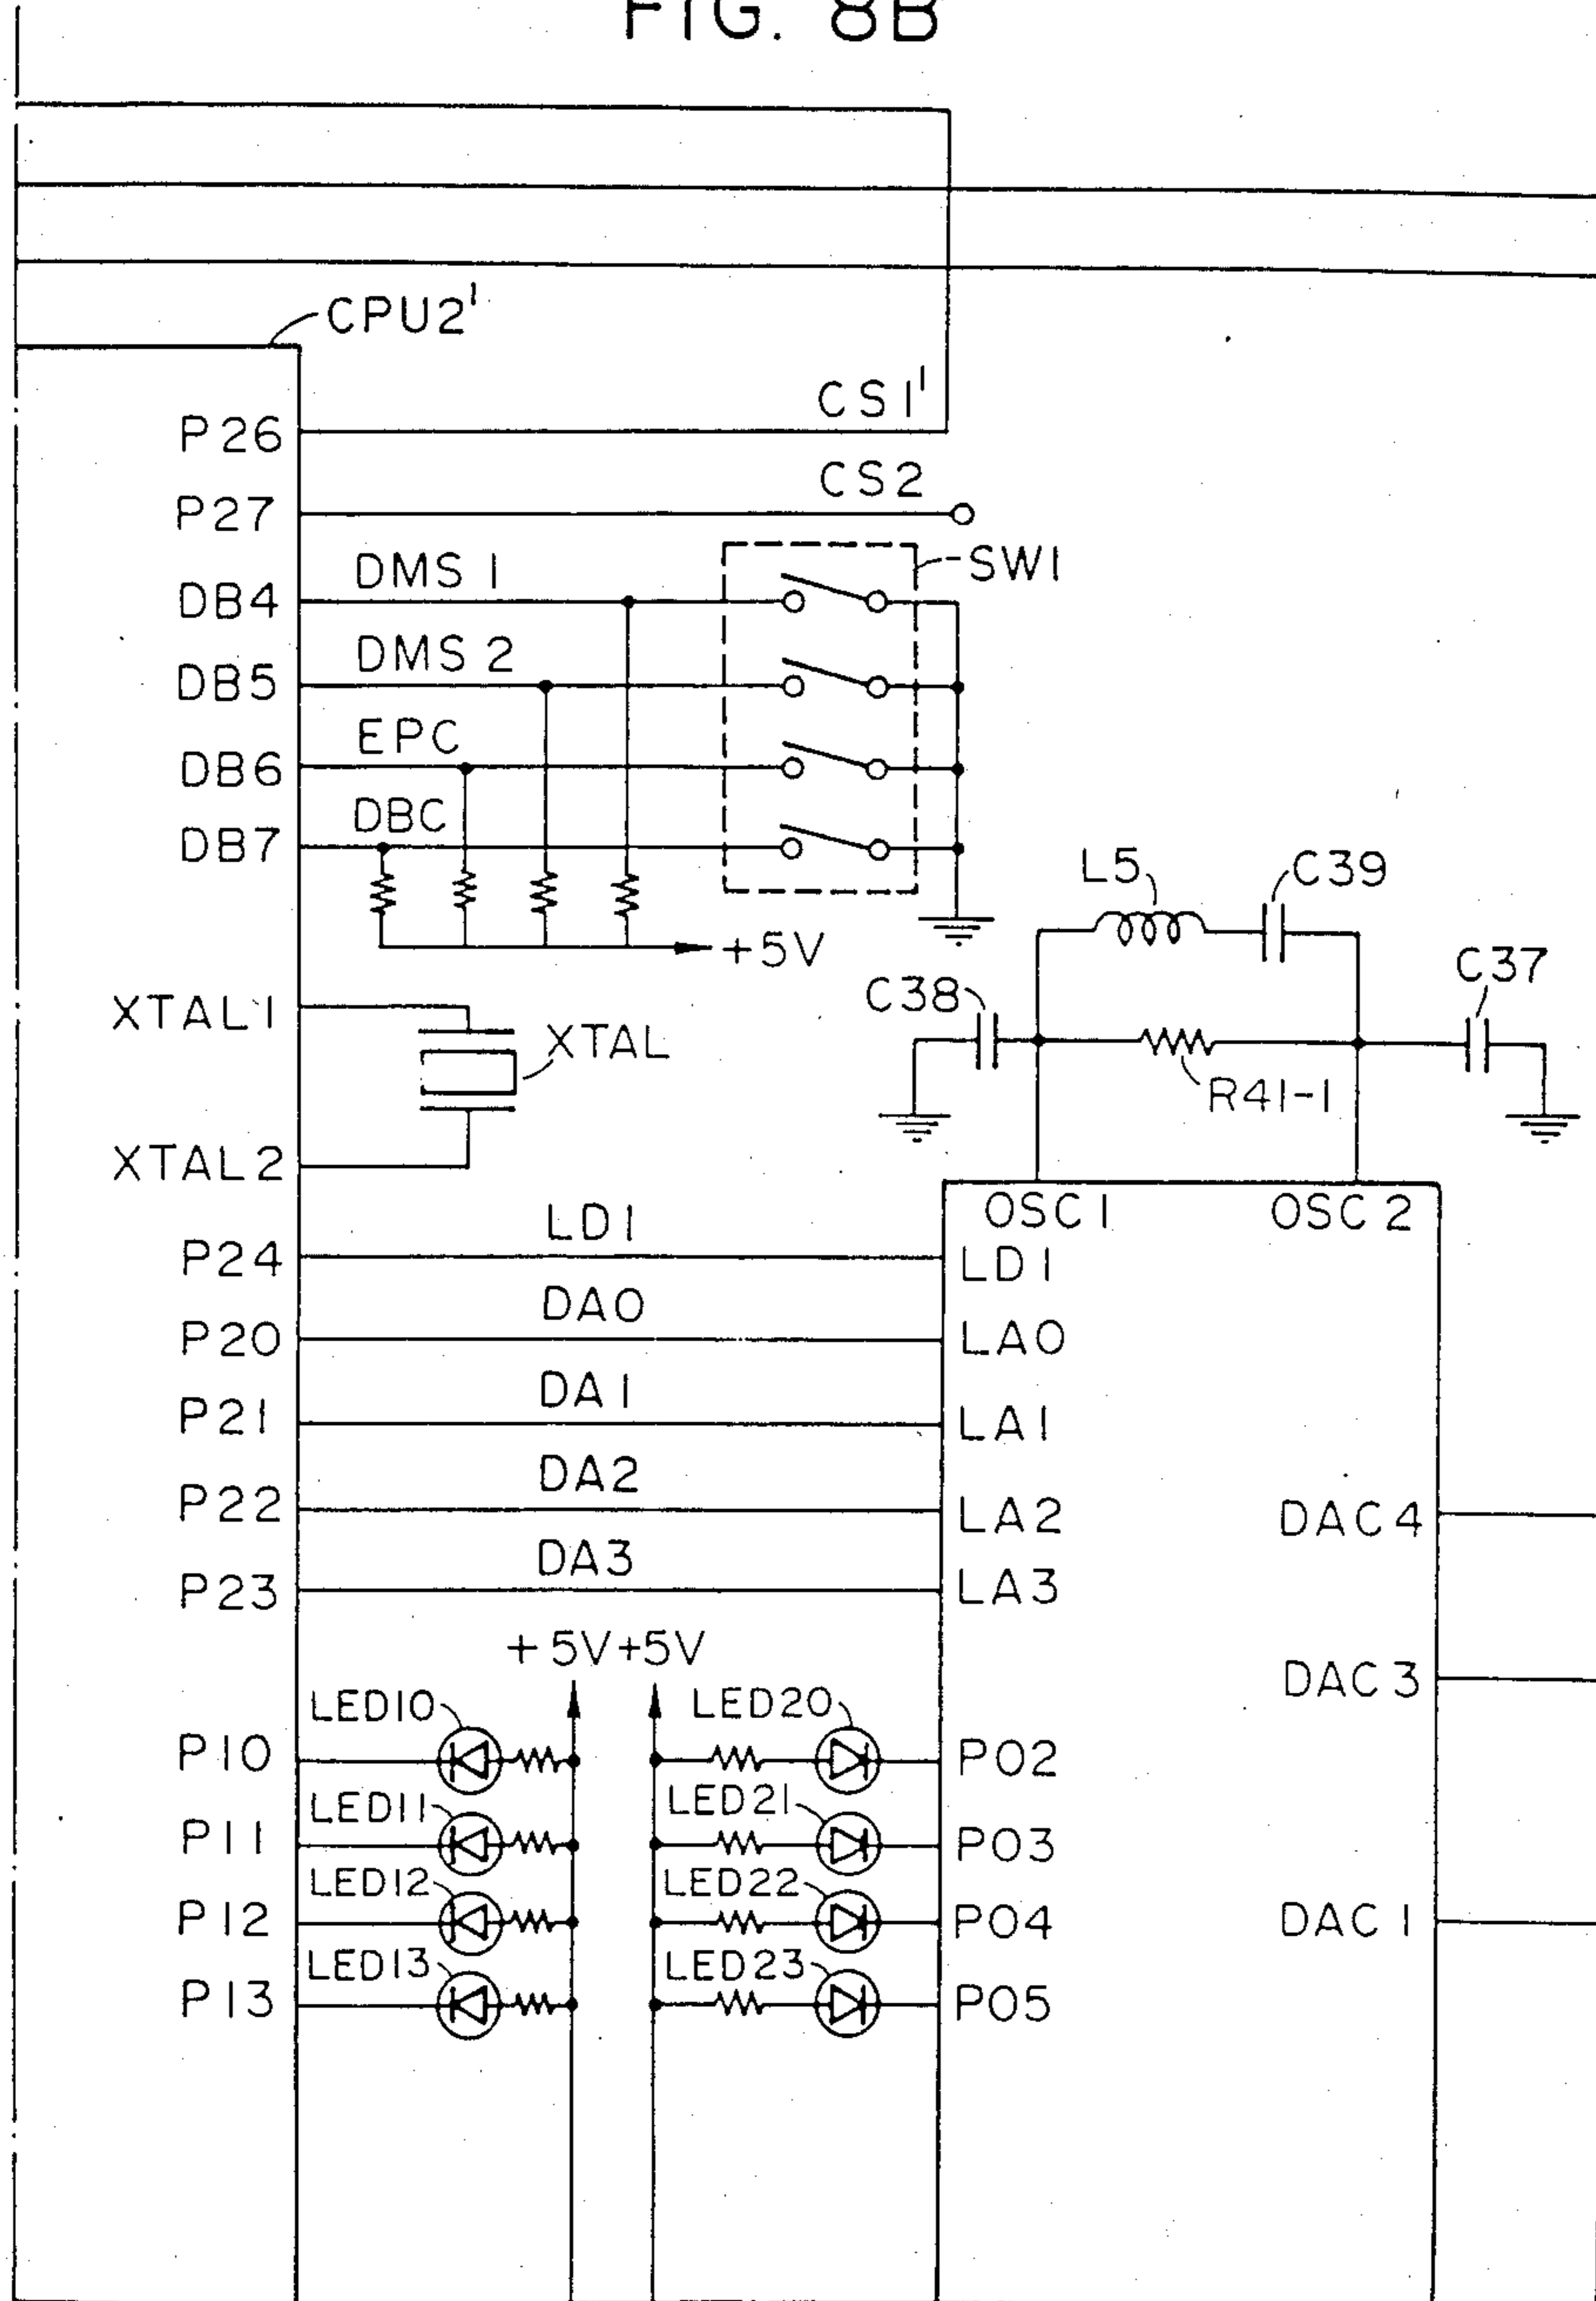 FIG. 8B
CPU2'
P26
CS1'
P27
CS2
DB4
DMS 1
SW1
DB5
DMS 2
DB6
EPC
DB7
DBC
+5V
L5
C39
C38
C37
R41-1
XTAL1
XTAL
XTAL2
OSC1
OSC2
P24
LD1
LD1
P20
DA0
LA0
P21
DA1
LA1
P22
DA2
LA2
DAC4
P23
DA3
LA3
+5V +5V
DAC3
P10
LED10
LED20
P02
P11
LED11
LED21
P03
P12
LED12
LED22
P04
DAC1
P13
LED13
LED23
P05